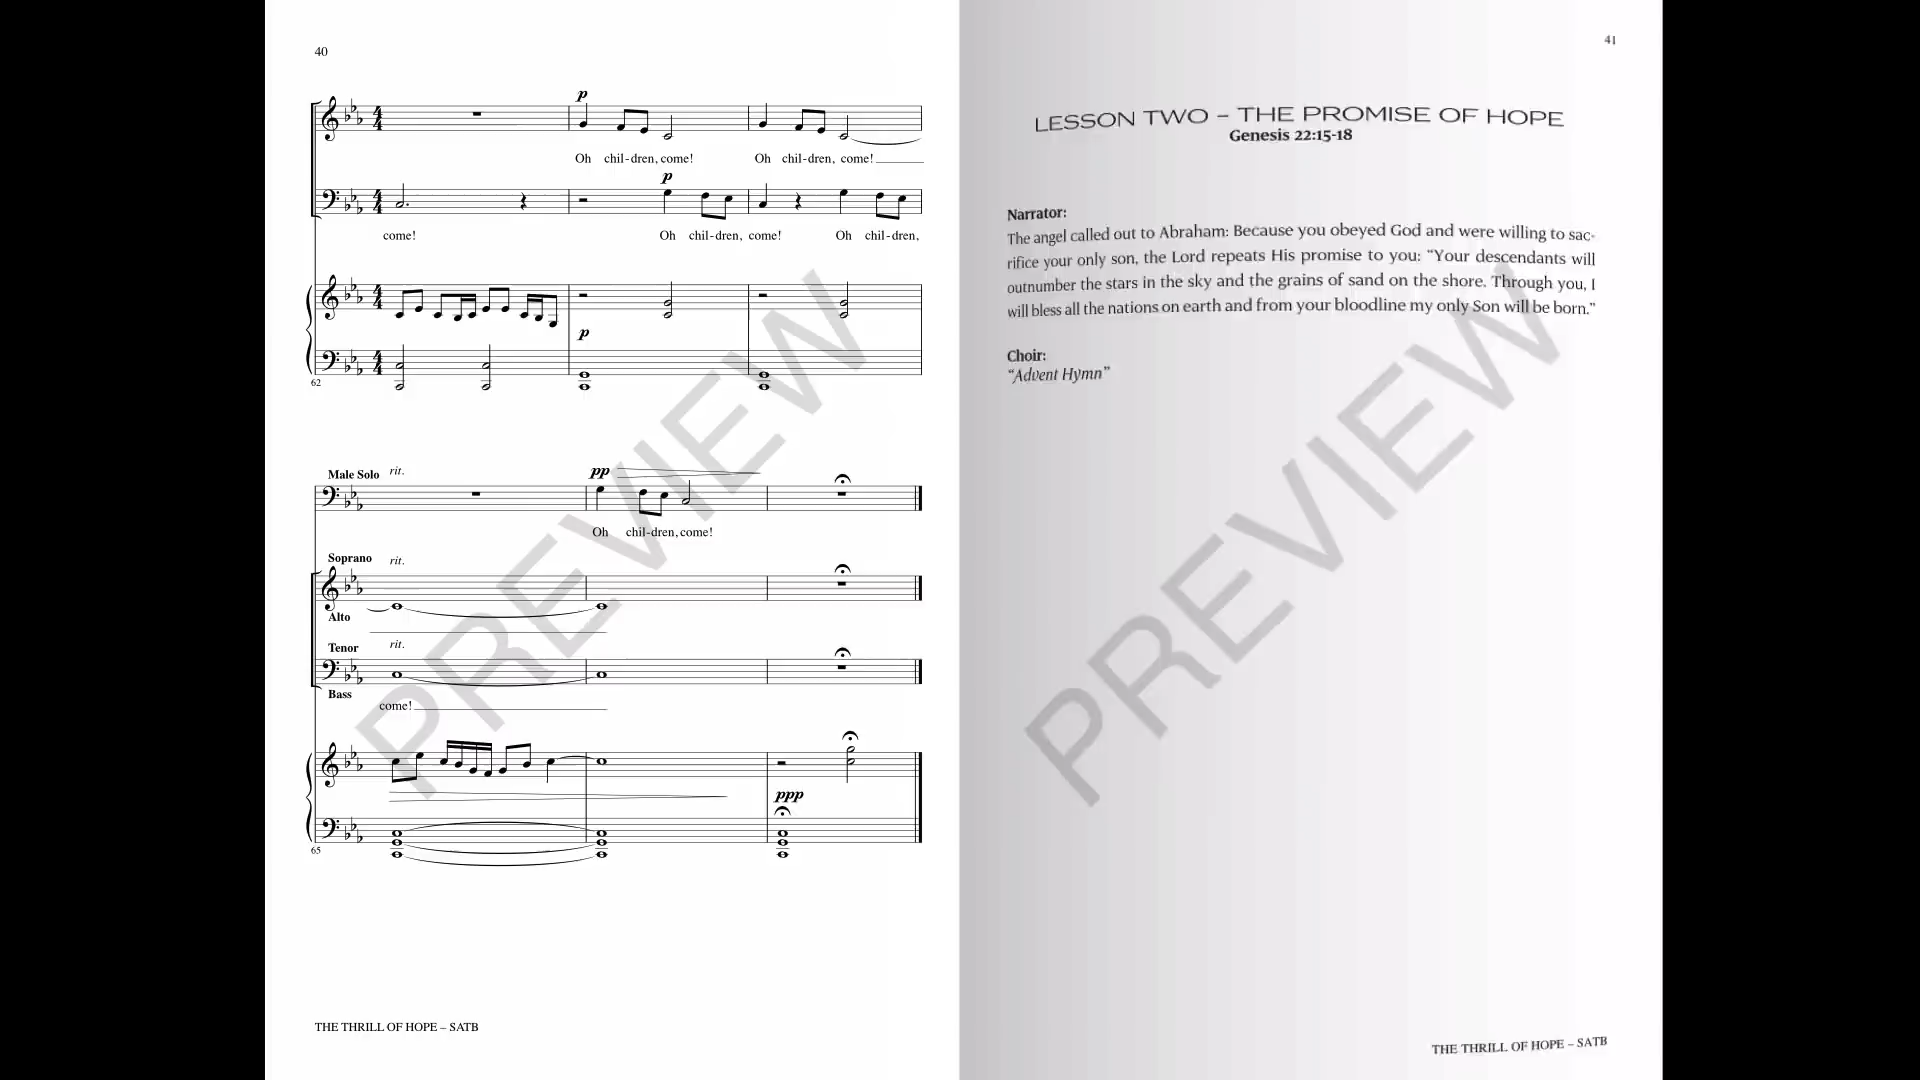 40
p
Oh chil-dren, come! Oh chil-dren, come!
p
come! Oh chil-dren, come! Oh chil-dren,
p
62
Male Solo rit. pp
Oh chil-dren, come!
Soprano rit.
Alto
Tenor rit.
Bass
come!
ppp
65
THE THRILL OF HOPE – SATB
PREVIEW
41
LESSON TWO – THE PROMISE OF HOPE
Genesis 22:15-18
Narrator:
The angel called out to Abraham: Because you obeyed God and were willing to sac-
rifice your only son, the Lord repeats His promise to you: “Your descendants will
outnumber the stars in the sky and the grains of sand on the shore. Through you, I
will bless all the nations on earth and from your bloodline my only Son will be born.”
Choir:
“Advent Hymn”
PREVIEW
THE THRILL OF HOPE – SATB